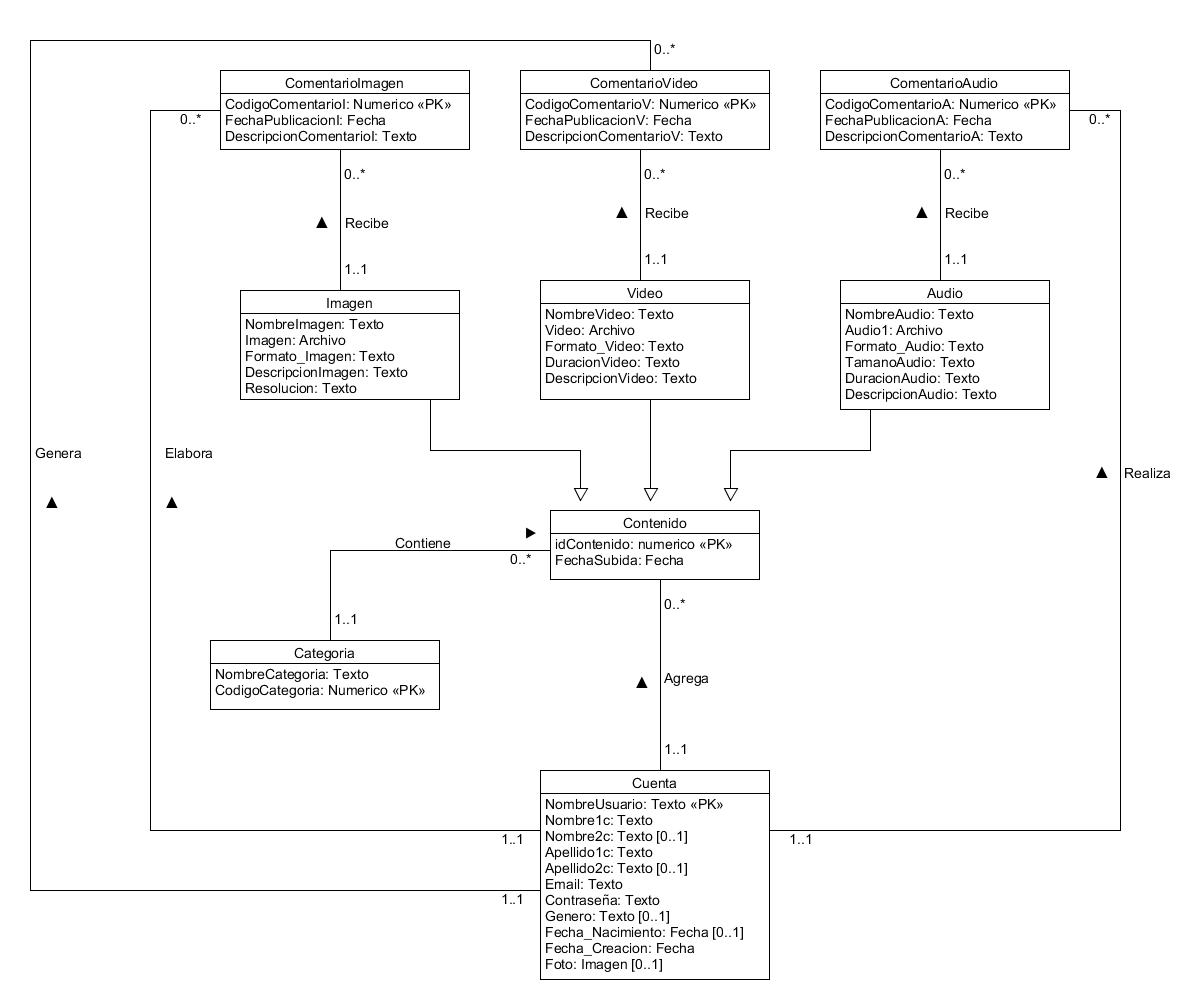 0..*
ComentarioImagen
CodigoComentarioI: Numerico «PK»
FechaPublicacionI: Fecha
DescripcionComentarioI: Texto
ComentarioVideo
CodigoComentarioV: Numerico «PK»
FechaPublicacionV: Fecha
DescripcionComentarioV: Texto
ComentarioAudio
CodigoComentarioA: Numerico «PK»
FechaPublicacionA: Fecha
DescripcionComentarioA: Texto
0..*
0..*
0..*
0..*
0..*
Recibe
Recibe
Recibe
1..1
1..1
1..1
Imagen
NombreImagen: Texto
Imagen: Archivo
Formato_Imagen: Texto
DescripcionImagen: Texto
Resolucion: Texto
Video
NombreVideo: Texto
Video: Archivo
Formato_Video: Texto
DuracionVideo: Texto
DescripcionVideo: Texto
Audio
NombreAudio: Texto
Audio1: Archivo
Formato_Audio: Texto
TamanoAudio: Texto
DuracionAudio: Texto
DescripcionAudio: Texto
Genera
Elabora
Realiza
Contiene
0..*
Contenido
idContenido: numerico «PK»
FechaSubida: Fecha
0..*
1..1
Categoria
NombreCategoria: Texto
CodigoCategoria: Numerico «PK»
Agrega
1..1
Cuenta
NombreUsuario: Texto «PK»
Nombre1c: Texto
Nombre2c: Texto [0..1]
Apellido1c: Texto
Apellido2c: Texto [0..1]
Email: Texto
Contraseña: Texto
Genero: Texto [0..1]
Fecha_Nacimiento: Fecha [0..1]
Fecha_Creacion: Fecha
Foto: Imagen [0..1]
1..1
1..1
1..1